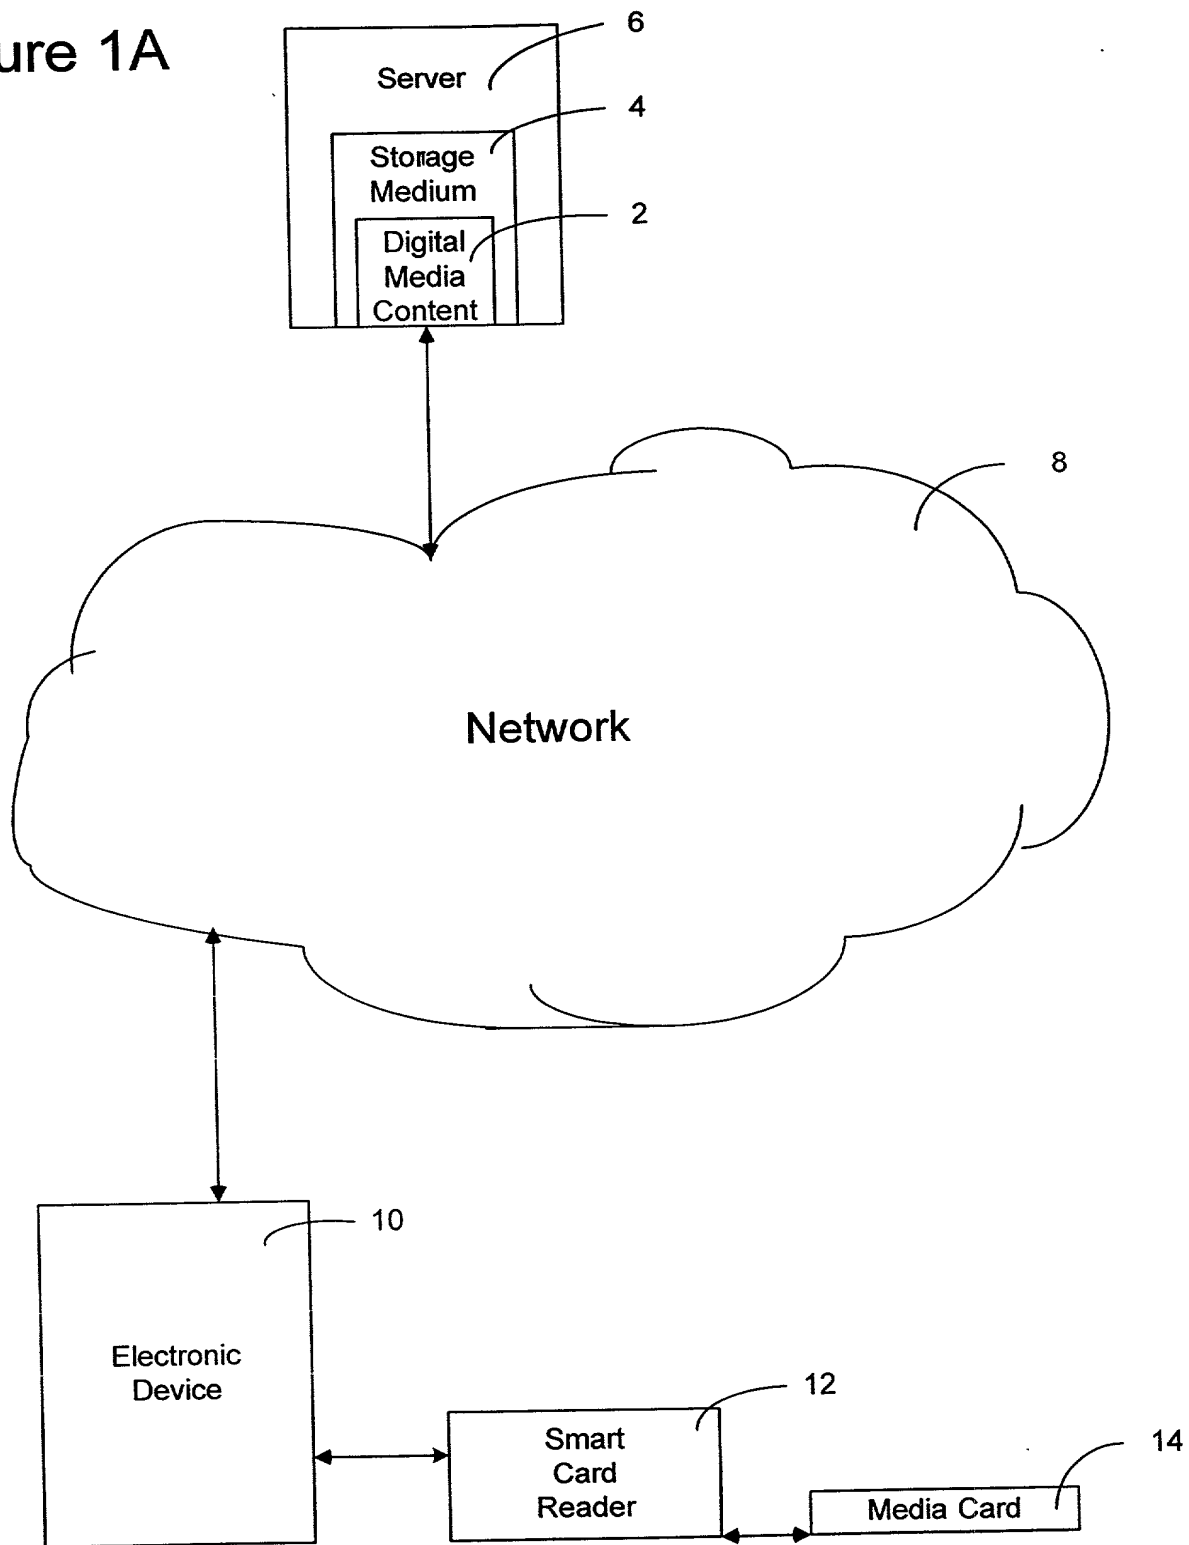 ure 1A
6
Server
4
Storage
Medium
2
Digital
Media
Content
8
Network
10
Electronic
Device
12
Smart
Card
Reader
14
Media Card